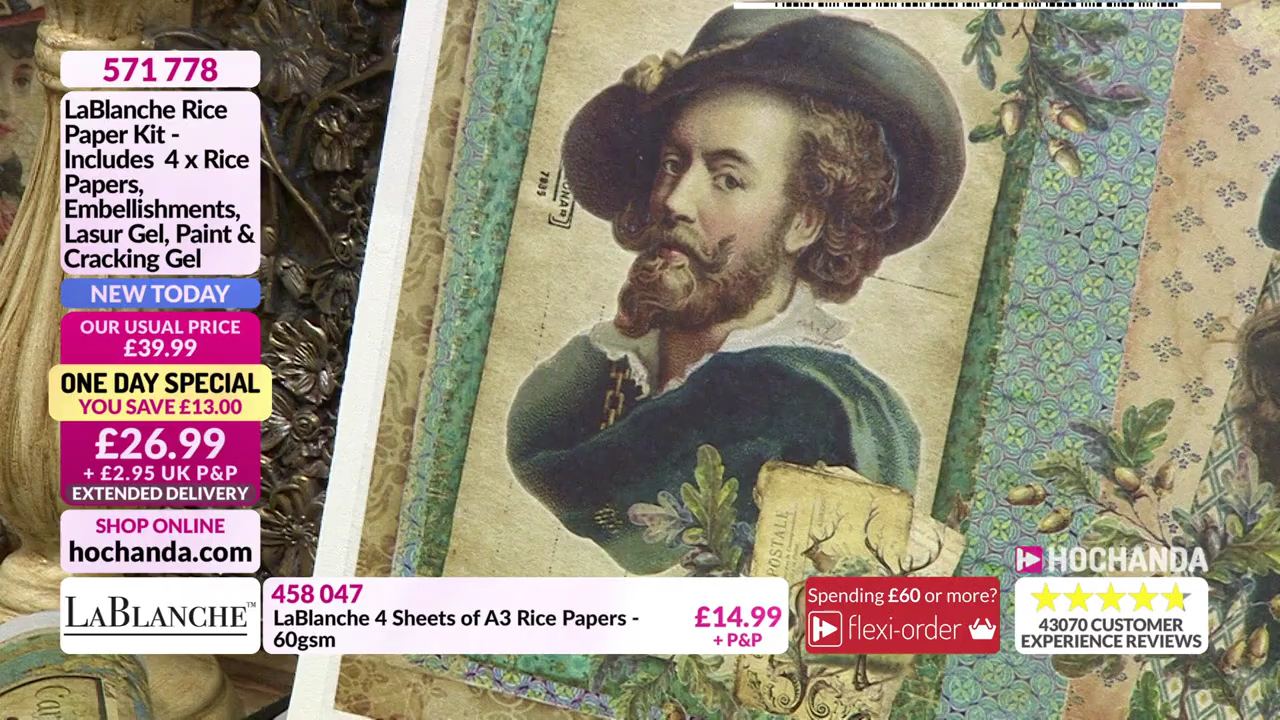 571 778
LaBlanche Rice
Paper Kit -
Includes 4 x Rice
Papers,
Embellishments,
Lasur Gel, Paint &
Cracking Gel
NEW TODAY
OUR USUAL PRICE
£39.99
ONE DAY SPECIAL
YOU SAVE £13.00
£26.99
+ £2.95 UK P&P
EXTENDED DELIVERY
SHOP ONLINE
hochanda.com
LABLANCHE™
458 047
LaBlanche 4 Sheets of A3 Rice Papers -
60gsm
£14.99
+ P&P
Spending £60 or more?
flexi-order
HOCHANDA
43070 CUSTOMER
EXPERIENCE REVIEWS
7839
POSTALE